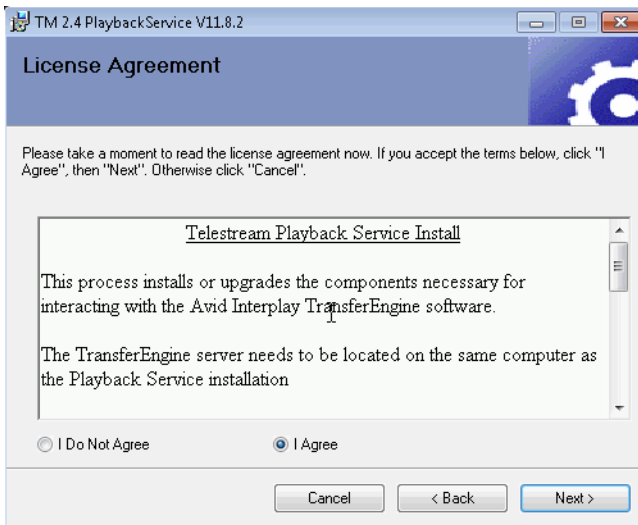 TM 2.4 PlaybackService V11.8.2
License Agreement
Please take a moment to read the license agreement now. If you accept the terms below, click "I
Agree", then "Next". Otherwise click "Cancel".
Telestream Playback Service Install
This process installs or upgrades the components necessary for
interacting with the Avid Interplay TransferEngine software.
The TransferEngine server needs to be located on the same computer as
the Playback Service installation
I Do Not Agree
I Agree
Cancel
< Back
Next >